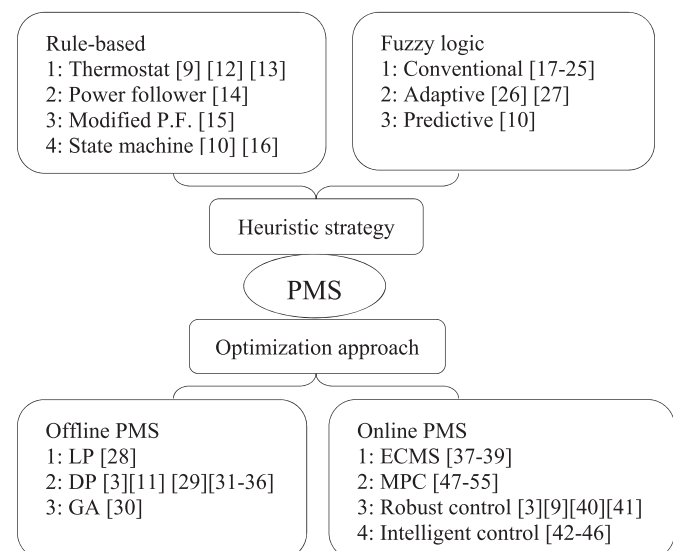 Rule-based
1: Thermostat [9] [12] [13]
2: Power follower [14]
3: Modified P.F. [15]
4: State machine [10] [16]
Fuzzy logic
1: Conventional [17-25]
2: Adaptive [26] [27]
3: Predictive [10]
Heuristic strategy
PMS
Optimization approach
Offline PMS
1: LP [28]
2: DP [3][11] [29][31-36]
3: GA [30]
Online PMS
1: ECMS [37-39]
2: MPC [47-55]
3: Robust control [3][9][40][41]
4: Intelligent control [42-46]